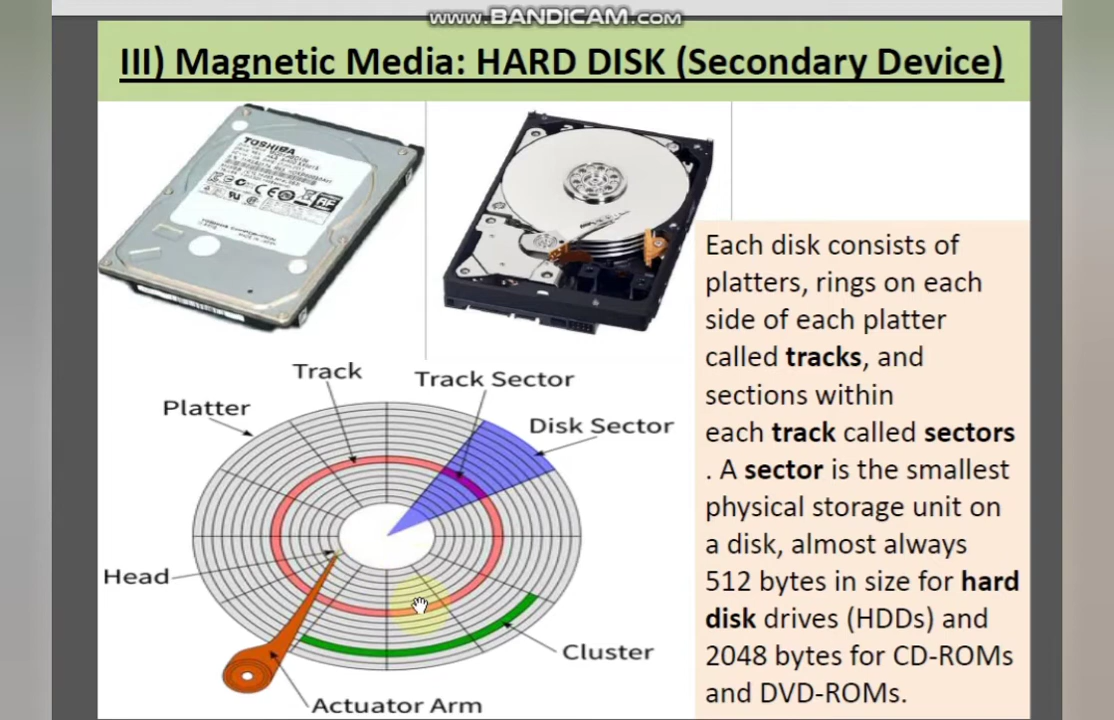 www.BANDICAM.com
III) Magnetic Media: HARD DISK (Secondary Device)
TOSHIBA
AF
Each disk consists of
platters, rings on each
side of each platter
called tracks, and
sections within
each track called sectors
. A sector is the smallest
physical storage unit on
a disk, almost always
512 bytes in size for hard
disk drives (HDDs) and
2048 bytes for CD-ROMs
and DVD-ROMs.
Track
Track Sector
Platter
Disk Sector
Head
Cluster
Actuator Arm